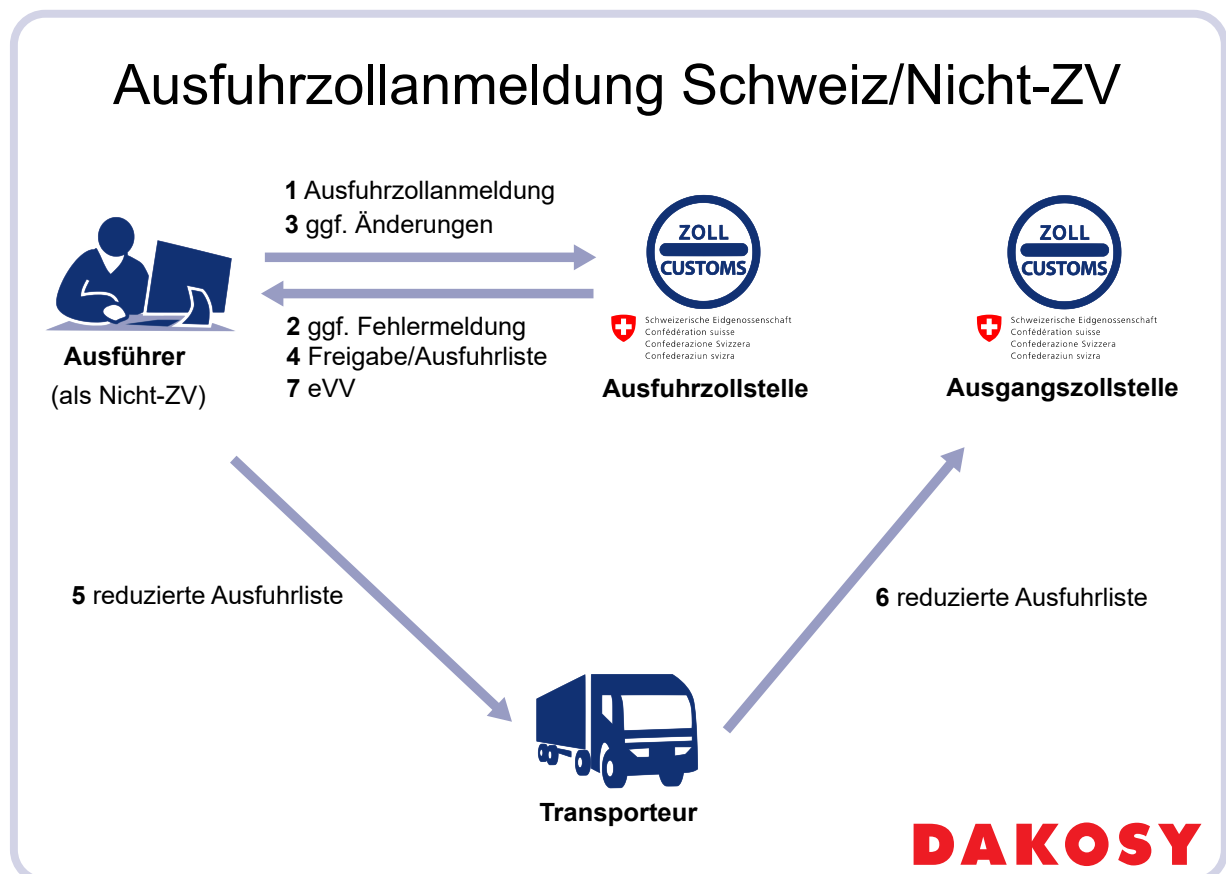 Ausfuhrzollanmeldung Schweiz/Nicht-ZV
1 Ausfuhrzollanmeldung
3 ggf. Änderungen
2 ggf. Fehlermeldung
4 Freigabe/Ausfuhrliste
7 eVV
Ausführer
(als Nicht-ZV)
ZOLL
CUSTOMS
Schweizerische Eidgenossenschaft
Confédération suisse
Confederazione Svizzera
Confederaziun svizra
Ausfuhrzollstelle
ZOLL
CUSTOMS
Schweizerische Eidgenossenschaft
Confédération suisse
Confederazione Svizzera
Confederaziun svizra
Ausgangszollstelle
5 reduzierte Ausfuhrliste
6 reduzierte Ausfuhrliste
Transporteur
DAKOSY